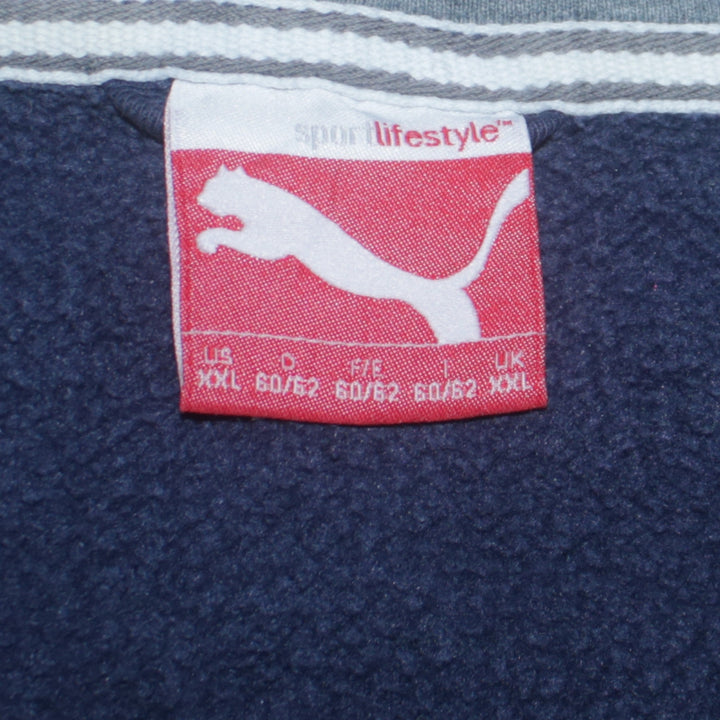 sportlifestyle™
US D F/E I UK
XXL 60/62 60/62 60/62 XXL